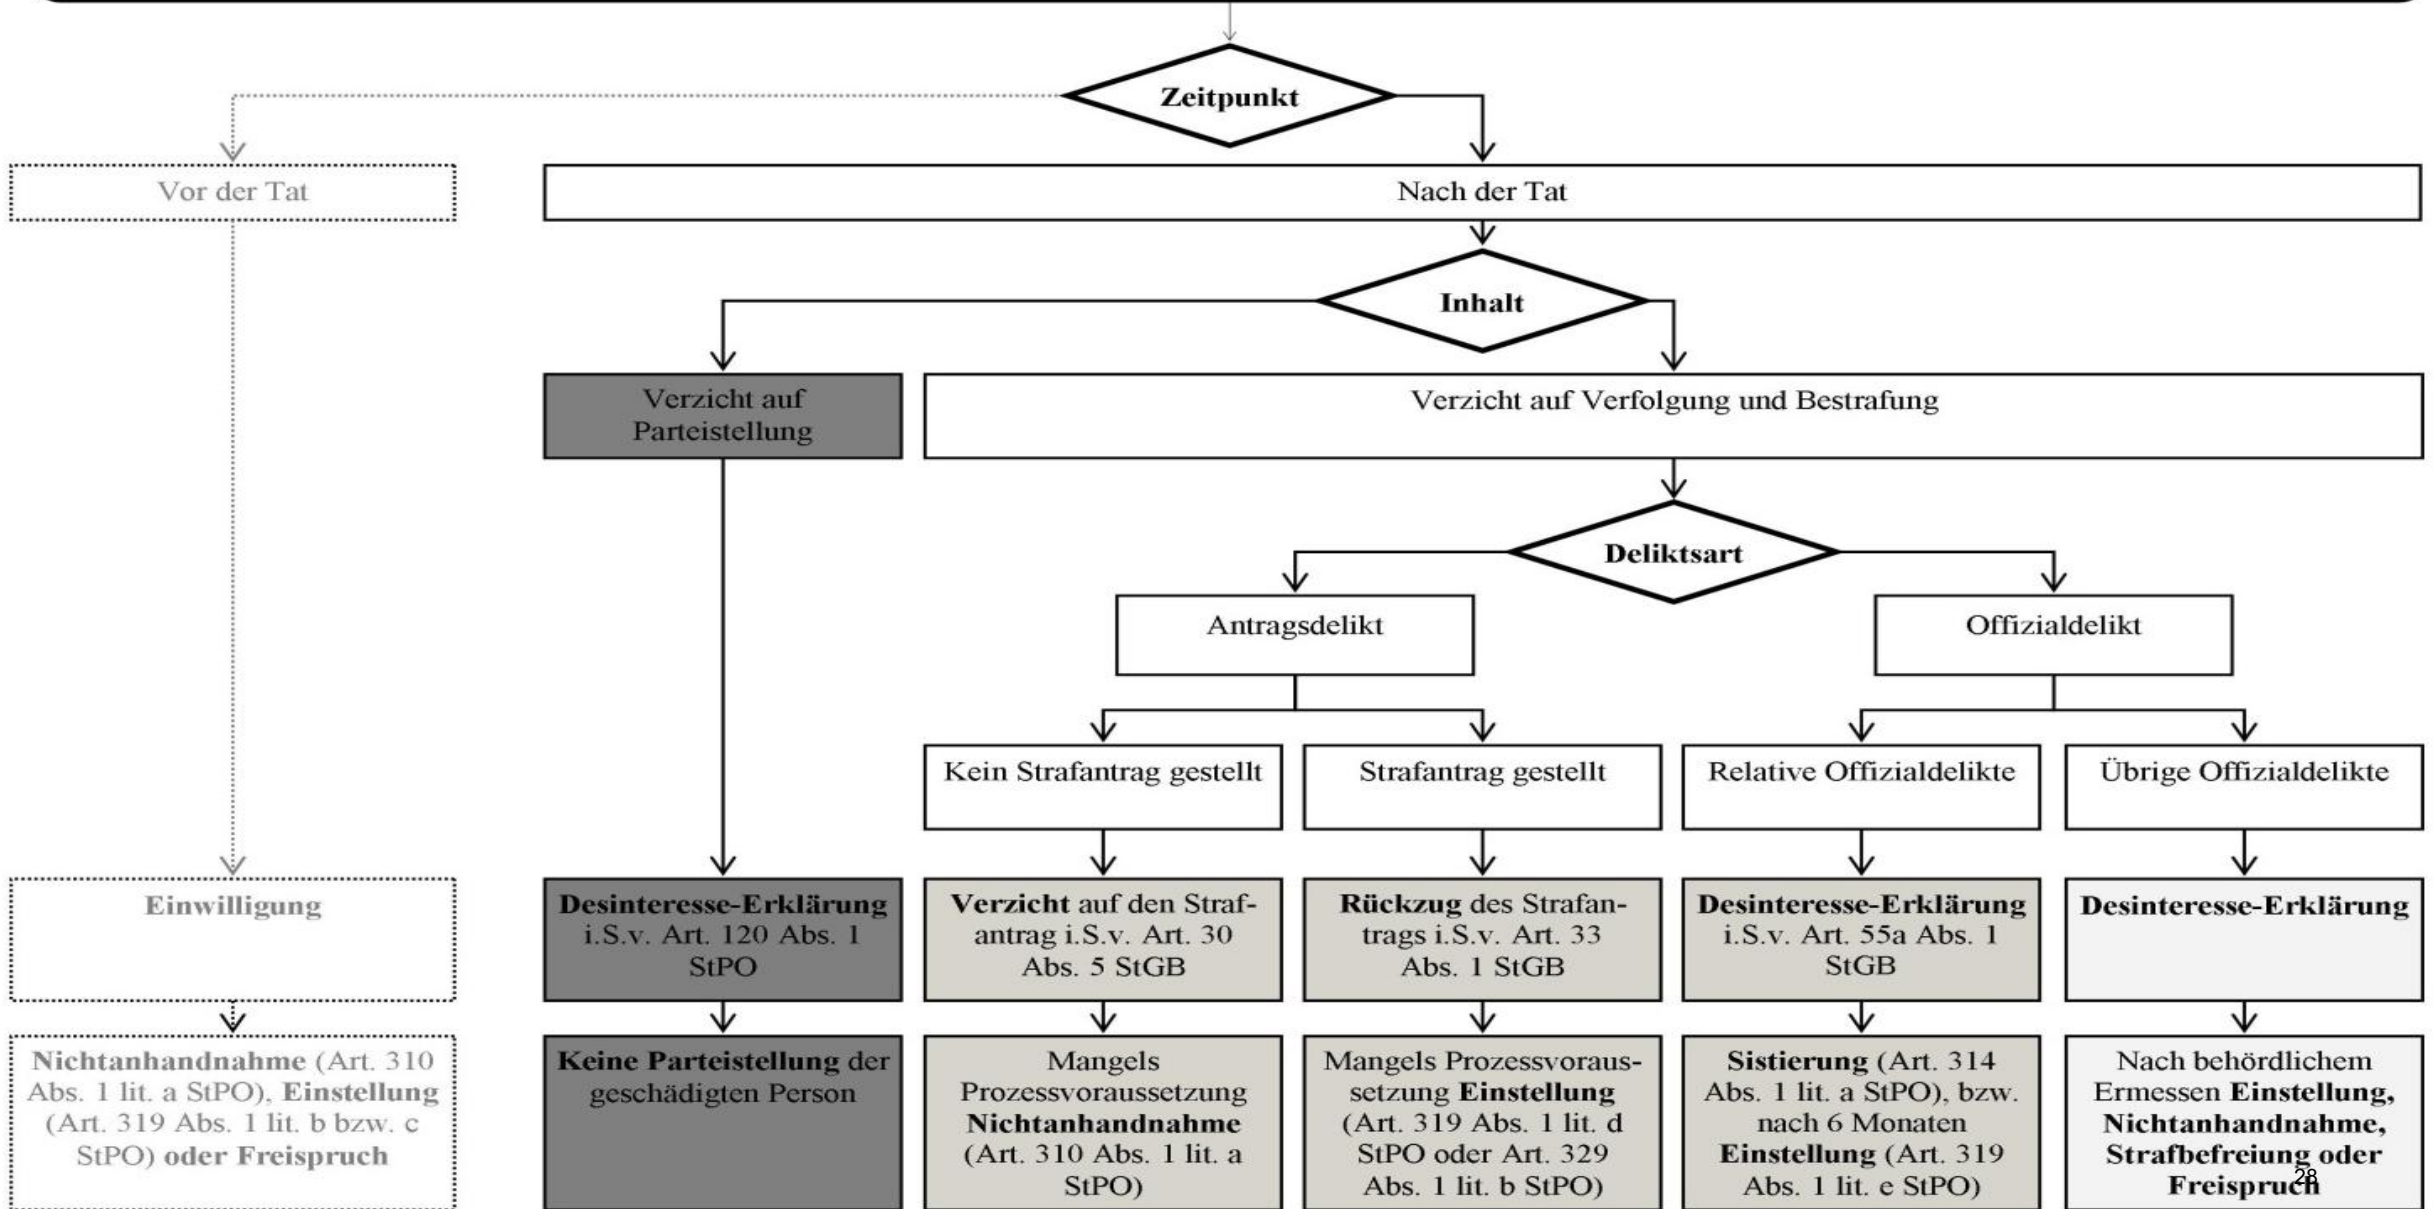 Zeitpunkt
Vor der Tat
Nach der Tat
Inhalt
Verzicht auf
Parteistellung
Verzicht auf Verfolgung und Bestrafung
Deliktsart
Antragsdelikt
Offizialdelikt
Kein Strafantrag gestellt
Strafantrag gestellt
Relative Offizialdelikte
Übrige Offizialdelikte
Einwilligung
Desinteresse-Erklärung
i.S.v. Art. 120 Abs. 1
StPO
Verzicht auf den Straf-
antrag i.S.v. Art. 30
Abs. 5 StGB
Rückzug des Strafan-
trags i.S.v. Art. 33
Abs. 1 StGB
Desinteresse-Erklärung
i.S.v. Art. 55a Abs. 1
StGB
Desinteresse-Erklärung
Nichtanhandnahme (Art. 310
Abs. 1 lit. a StPO), Einstellung
(Art. 319 Abs. 1 lit. b bzw. c
StPO) oder Freispruch
Keine Parteistellung der
geschädigten Person
Mangels
Prozessvoraussetzung
Nichtanhandnahme
(Art. 310 Abs. 1 lit. a
StPO)
Mangels Prozessvoraus-
setzung Einstellung
(Art. 319 Abs. 1 lit. d
StPO oder Art. 329
Abs. 1 lit. b StPO)
Sistierung (Art. 314
Abs. 1 lit. a StPO), bzw.
nach 6 Monaten
Einstellung (Art. 319
Abs. 1 lit. e StPO)
Nach behördlichem
Ermessen Einstellung,
Nichtanhandnahme,
Strafbefreiung oder
Freispruch
28